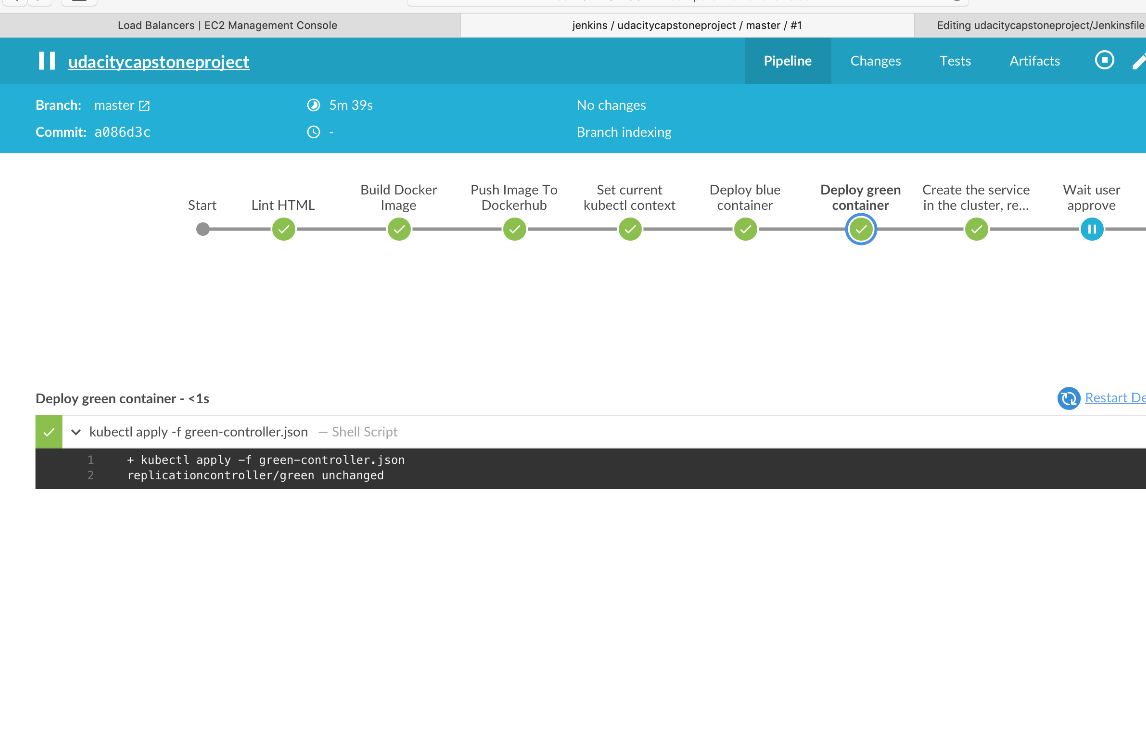 Load Balancers | EC2 Management Console
jenkins / udacitycapstoneproject / master / #1
Editing udacitycapstoneproject/Jenkinsfile
udacitycapstoneproject
Pipeline
Changes
Tests
Artifacts
Branch: master
5m 39s
No changes
Commit: a086d3c
-
Branch indexing
Start
Lint HTML
Build Docker
Image
Push Image To
Dockerhub
Set current
kubectl context
Deploy blue
container
Deploy green
container
Create the service
in the cluster, re...
Wait user
approve
Deploy green container - <1s
Restart De
kubectl apply -f green-controller.json — Shell Script
1 + kubectl apply -f green-controller.json
2 replicationcontroller/green unchanged